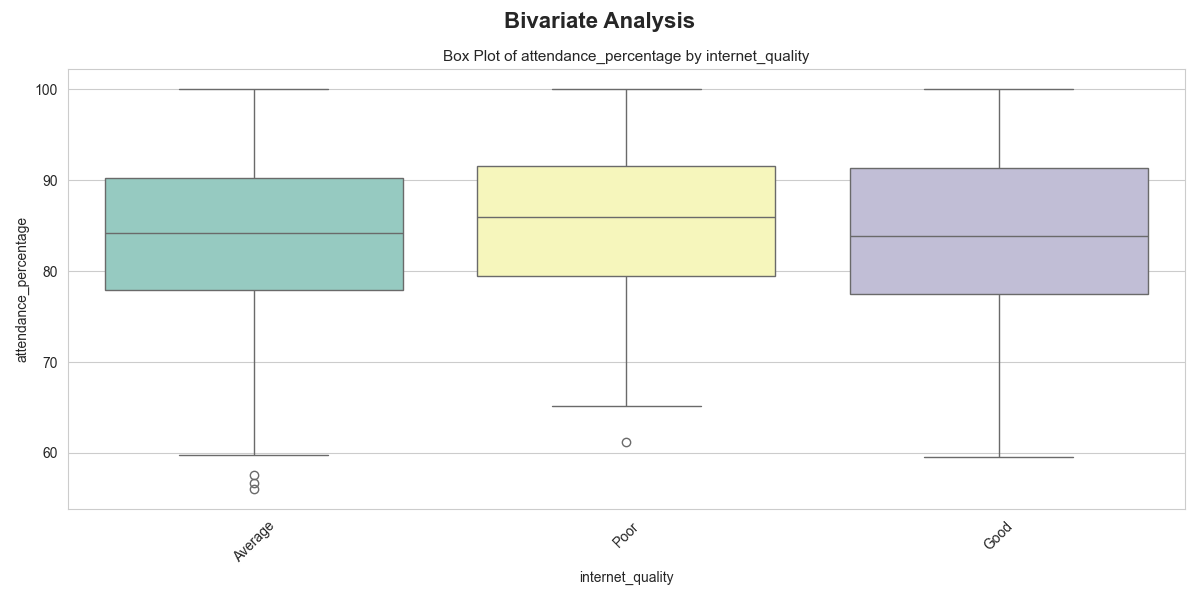 Bivariate Analysis
Box Plot of attendance_percentage by internet_quality
attendance_percentage
100
90
80
70
60
Average
Poor
Good
internet_quality